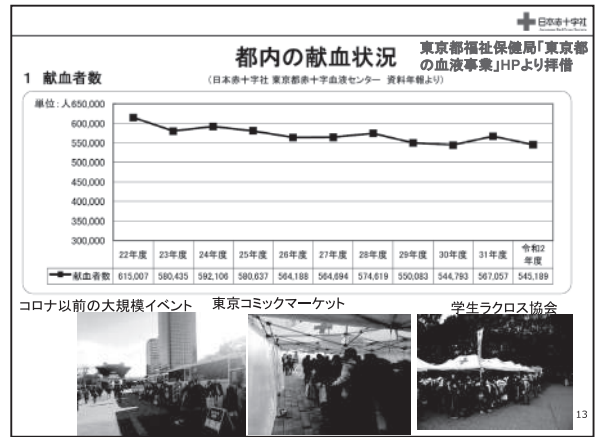 日本赤十字社
都内の献血状況
東京都福祉保健局「東京都
の血液事業」HPより拝借
1 献血者数
(日本赤十字社 東京都赤十字血液センター 資料年報より)
単位:人650,000
600,000
550,000
500,000
450,000
400,000
350,000
300,000
22年度 23年度 24年度 25年度 26年度 27年度 28年度 29年度 30年度 31年度 令和2年度
献血者数 615,007 580,435 592,106 580,637 564,188 564,694 574,619 550,083 544,793 567,057 545,189
コロナ以前の大規模イベント 東京コミックマーケット 学生ラクロス協会
13